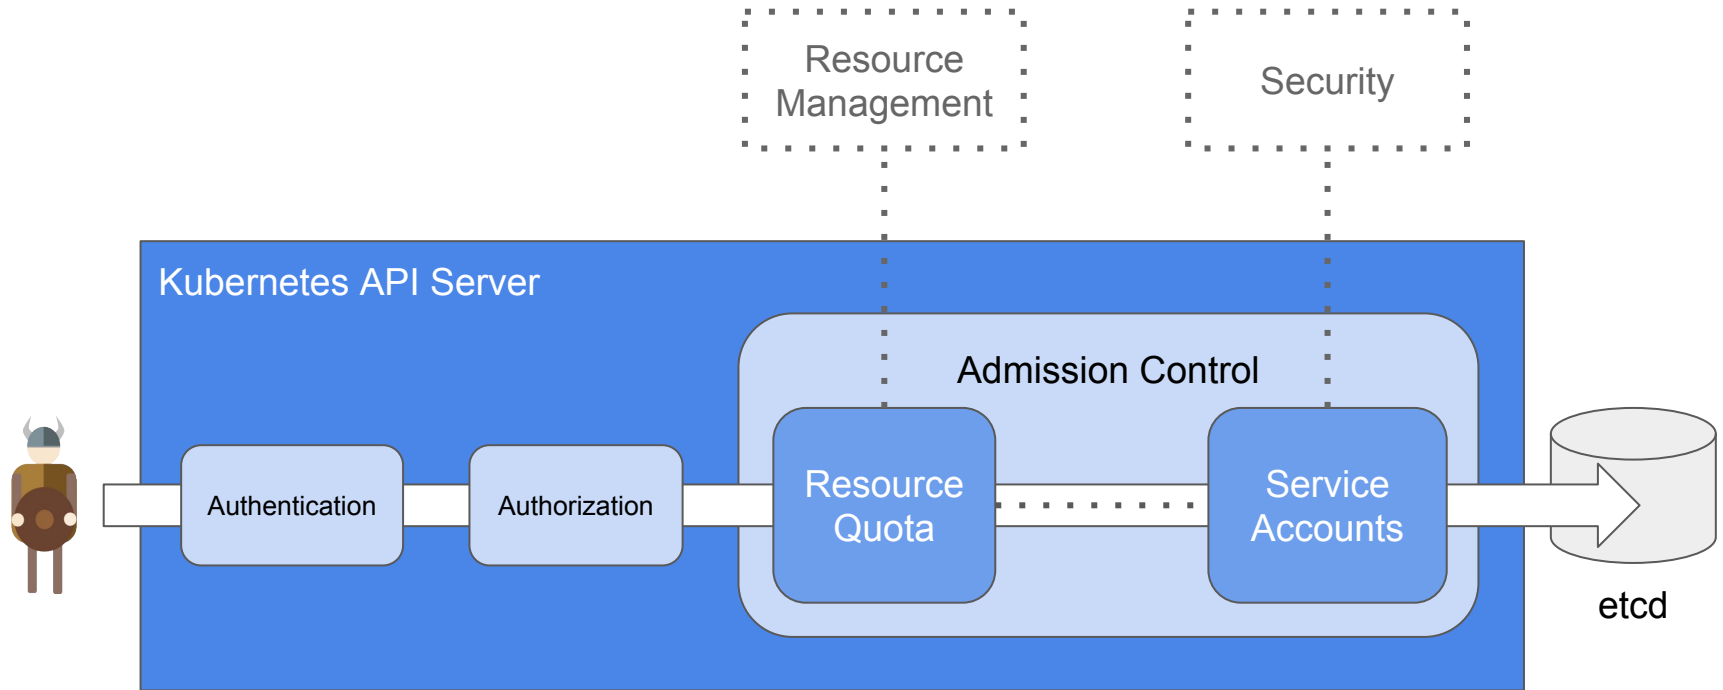 Resource
Management
Security
Kubernetes API Server
Admission Control
Authentication
Authorization
Resource
Quota
Service
Accounts
etcd